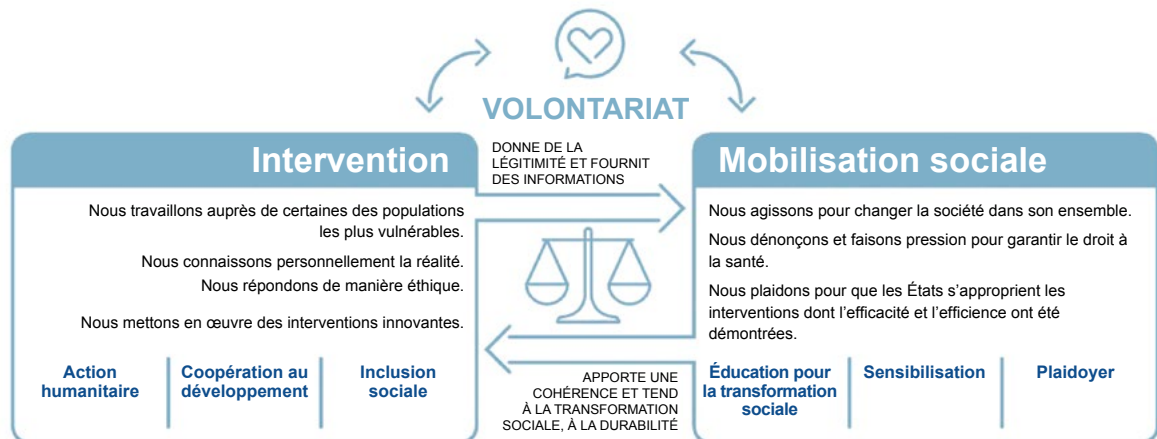 VOLONTARIAT
Intervention
Nous travaillons auprès de certaines des populations
les plus vulnérables.
Nous connaissons personnellement la réalité.
Nous répondons de manière éthique.
Nous mettons en œuvre des interventions innovantes.
Action
humanitaire
Coopération au
développement
Inclusion
sociale
DONNE DE LA
LÉGITIMITÉ ET FOURNIT
DES INFORMATIONS
APPORTE UNE
COHÉRENCE ET TEND
À LA TRANSFORMATION
SOCIALE, À LA DURABILITÉ
Mobilisation sociale
Nous agissons pour changer la société dans son ensemble.
Nous dénonçons et faisons pression pour garantir le droit à
la santé.
Nous plaidons pour que les États s’approprient les
interventions dont l’efficacité et l’efficience ont été
démontrées.
Éducation pour
la transformation
sociale
Sensibilisation
Plaidoyer